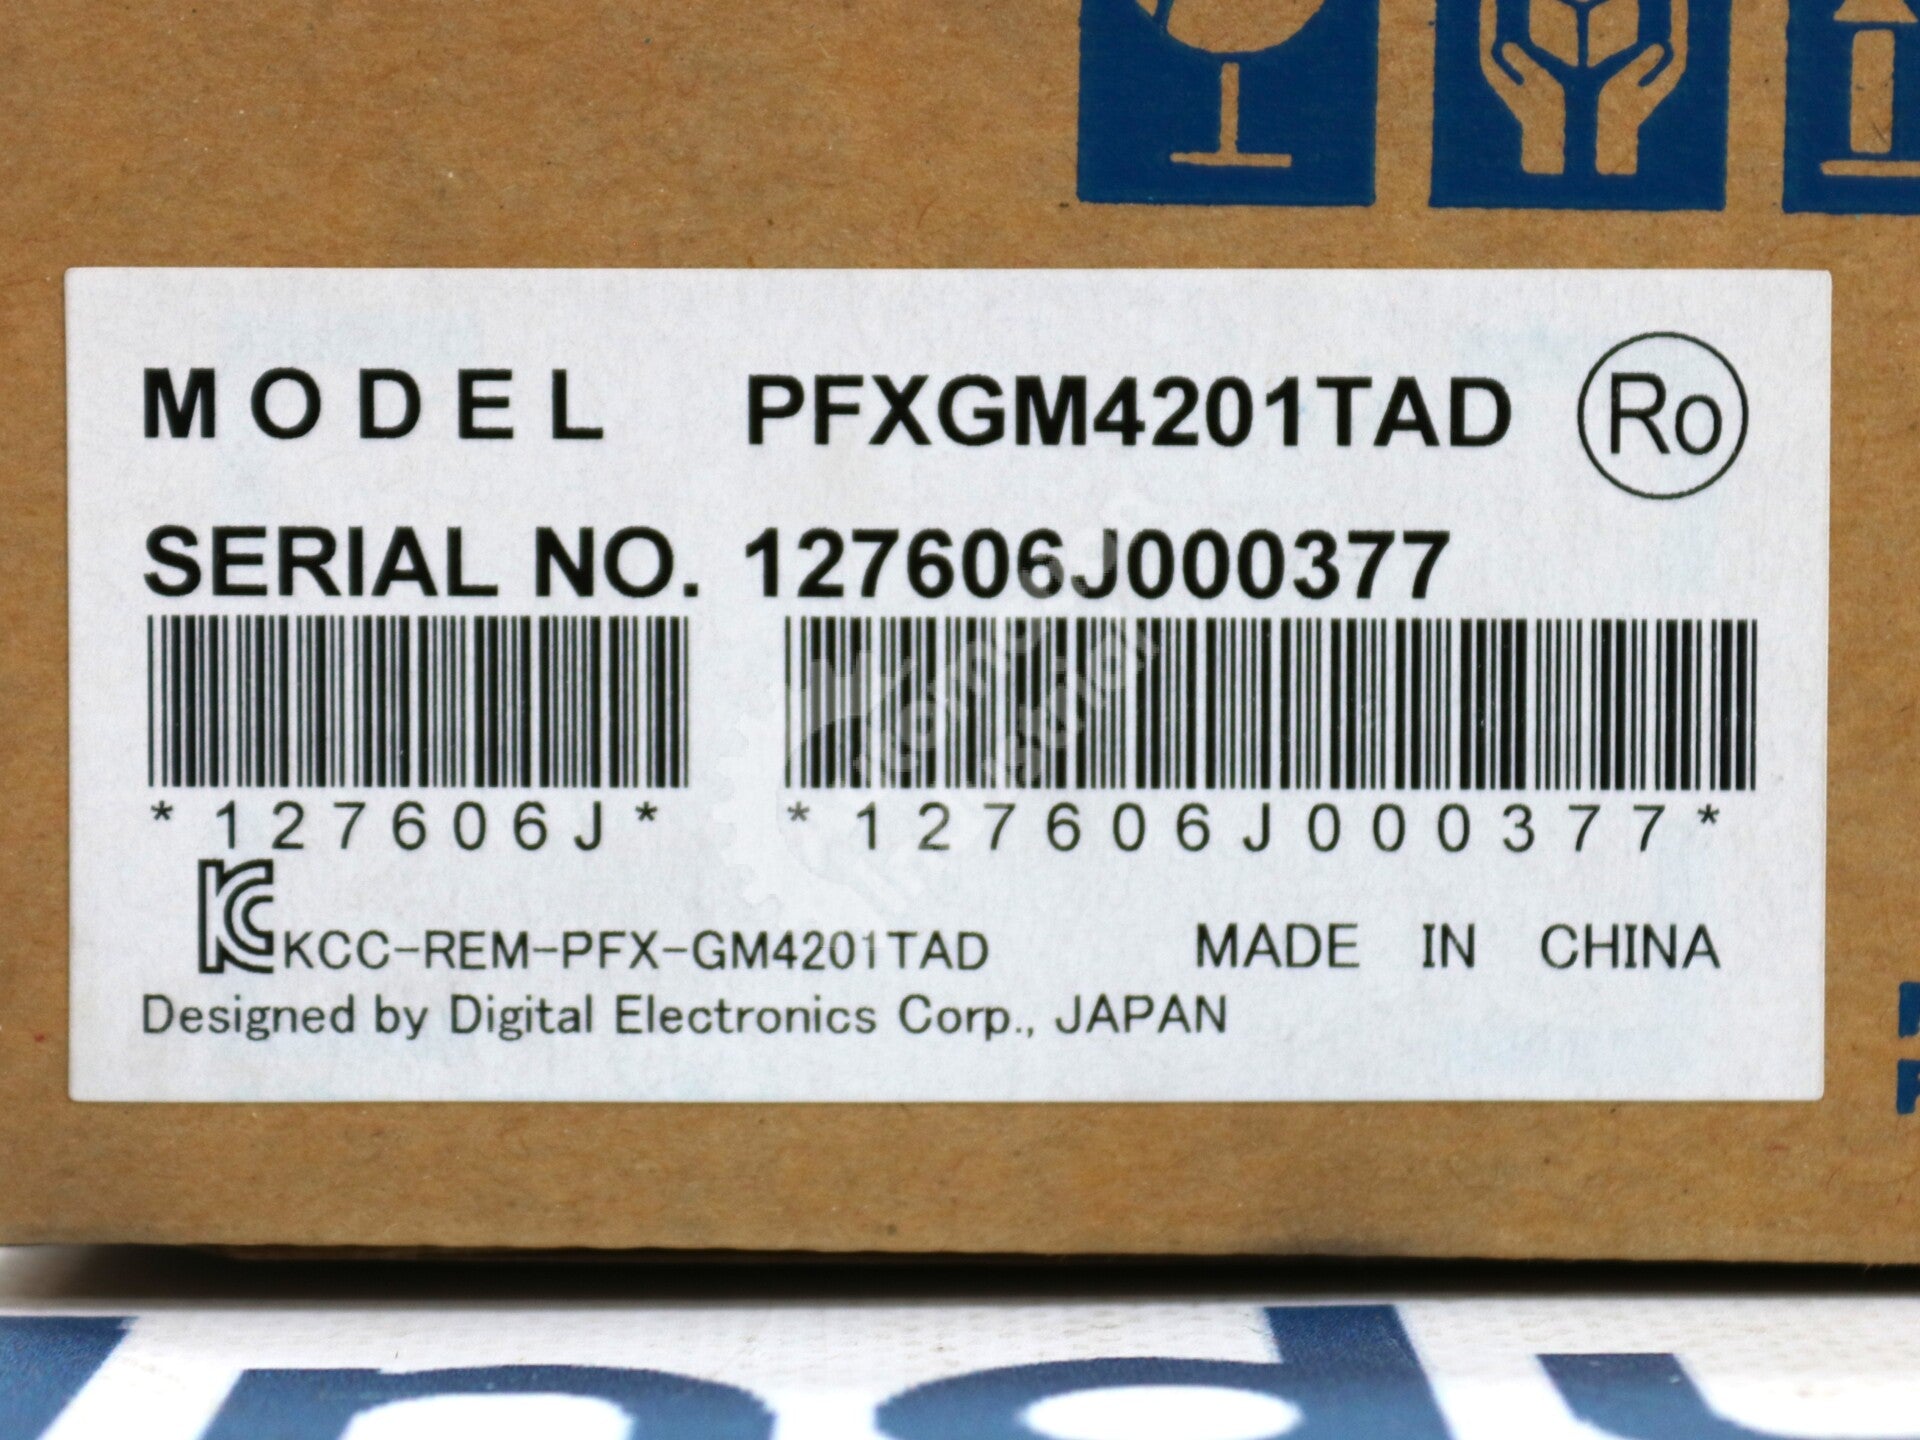 MODEL PFXGM4201TAD Ro
SERIAL NO. 127606J000377
*127606J* *127606J000377*
KC KCC-REM-PFX-GM4201TAD MADE IN CHINA
Designed by Digital Electronics Corp., JAPAN